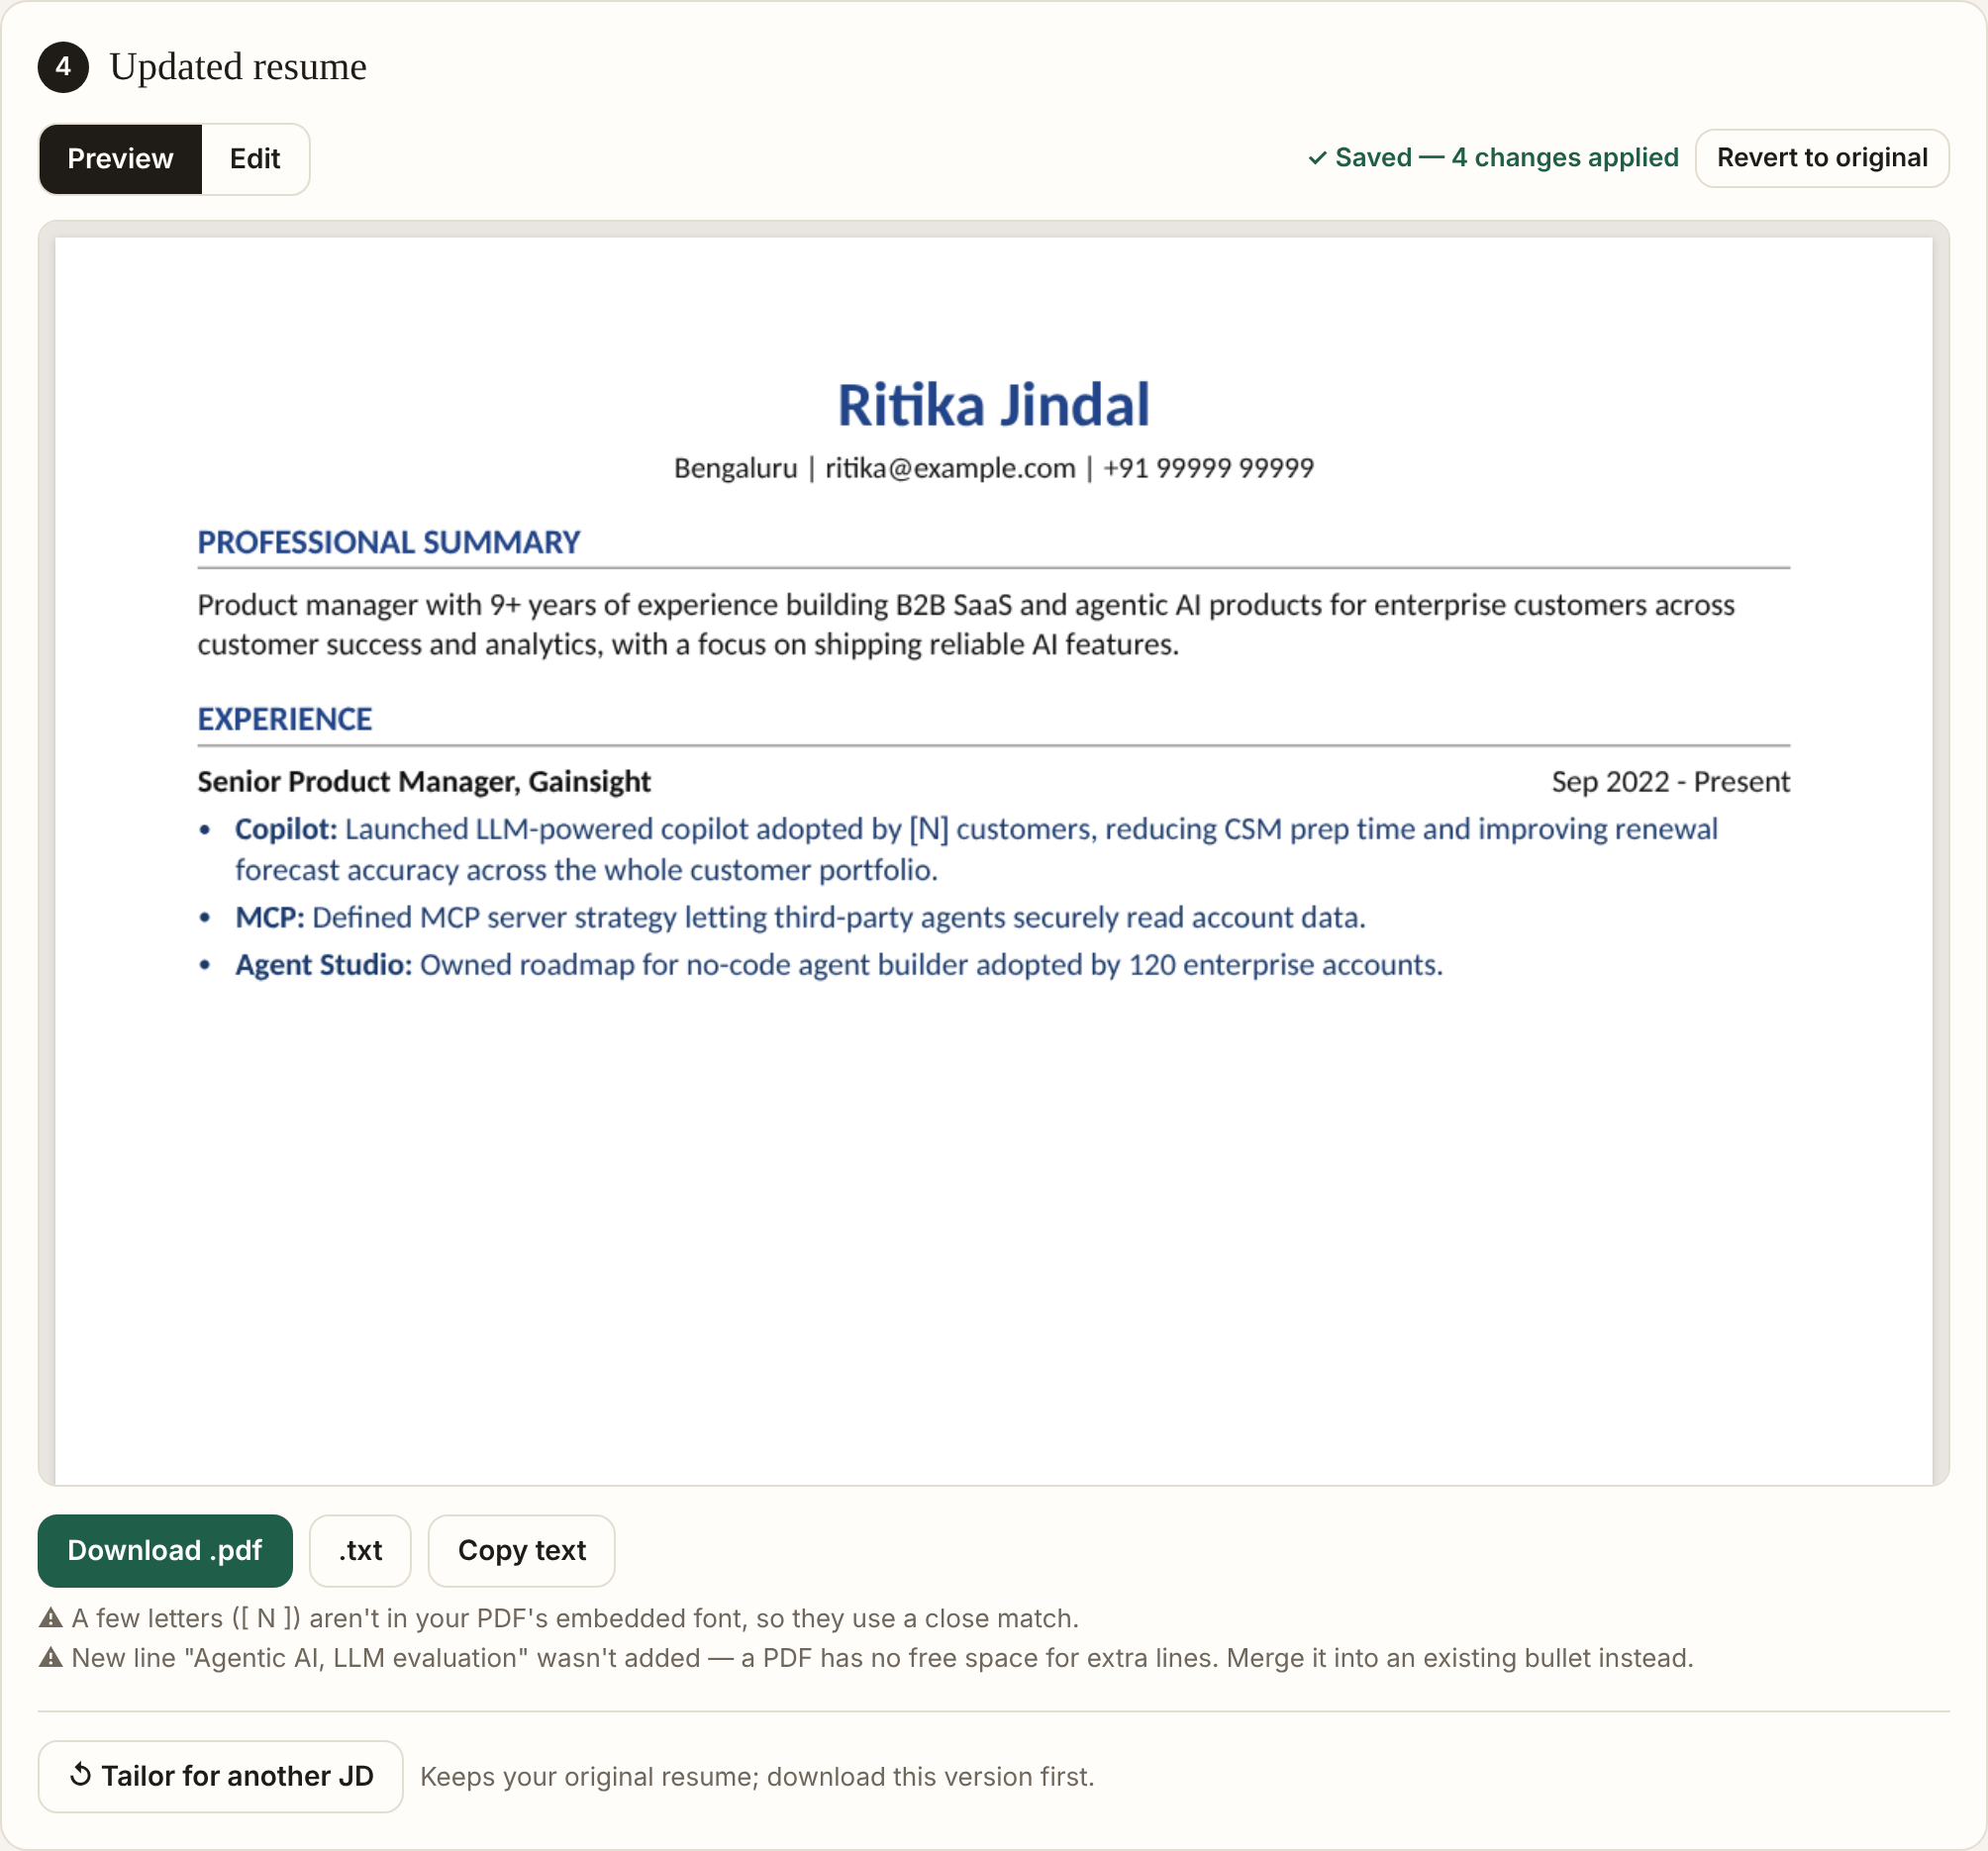 4 Updated resume
Preview Edit ✓ Saved — 4 changes applied Revert to original
Ritika Jindal
Bengaluru | ritika@example.com | +91 99999 99999
PROFESSIONAL SUMMARY
Product manager with 9+ years of experience building B2B SaaS and agentic AI products for enterprise customers across
customer success and analytics, with a focus on shipping reliable AI features.
EXPERIENCE
Senior Product Manager, Gainsight Sep 2022 - Present
• Copilot: Launched LLM-powered copilot adopted by [N] customers, reducing CSM prep time and improving renewal
forecast accuracy across the whole customer portfolio.
• MCP: Defined MCP server strategy letting third-party agents securely read account data.
• Agent Studio: Owned roadmap for no-code agent builder adopted by 120 enterprise accounts.
Download .pdf .txt Copy text
⚠ A few letters ([ N ]) aren't in your PDF's embedded font, so they use a close match.
⚠ New line "Agentic AI, LLM evaluation" wasn't added — a PDF has no free space for extra lines. Merge it into an existing bullet instead.
↺ Tailor for another JD Keeps your original resume; download this version first.